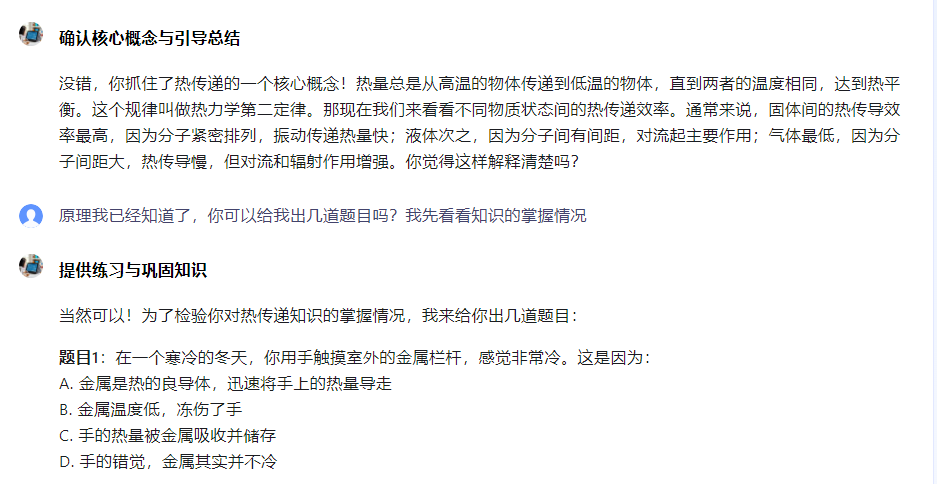 确认核心概念与引导总结
没错，你抓住了热传递的一个核心概念！热量总是从高温的物体传递到低温的物体，直到两者的温度相同，达到热平
衡。这个规律叫做热力学第二定律。那现在我们来看看不同物质状态间的热传递效率。通常来说，固体间的热传导效
率最高，因为分子紧密排列，振动传递热量快；液体次之，因为分子间有间距，对流起主要作用；气体最低，因为分
子间距大，热传导慢，但对流和辐射作用增强。你觉得这样解释清楚吗？
原理我已经知道了，你可以给我出几道题目吗？我先看看知识的掌握情况
提供练习与巩固知识
当然可以！为了检验你对热传递知识的掌握情况，我来给你出几道题目：
题目1：在一个寒冷的冬天，你用手触摸室外的金属栏杆，感觉非常冷。这是因为：
A. 金属是热的良导体，迅速将手上的热量导走
B. 金属温度低，冻伤了手
C. 手的热量被金属吸收并储存
D. 手的错觉，金属其实并不冷